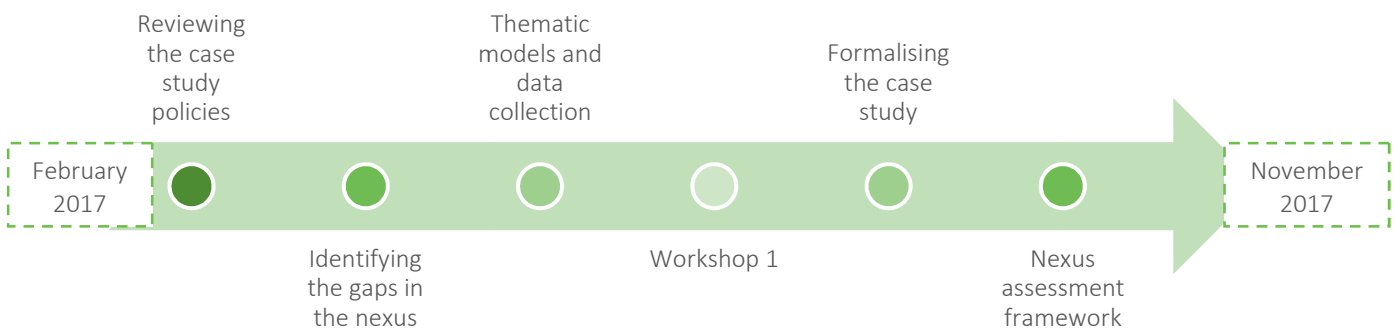 February
2017
Reviewing
the case
study
policies
Identifying
the gaps in
the nexus
Thematic
models and
data
collection
Workshop 1
Formalising
the case
study
Nexus
assessment
framework
November
2017